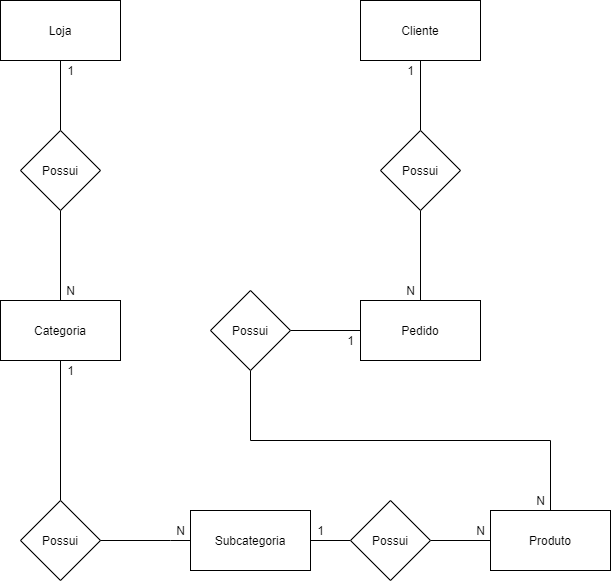 Loja
Cliente
1
1
Possui
Possui
N
N
Categoria
Possui
Pedido
1
1
N
N
1
N
Possui
Subcategoria
Possui
Produto